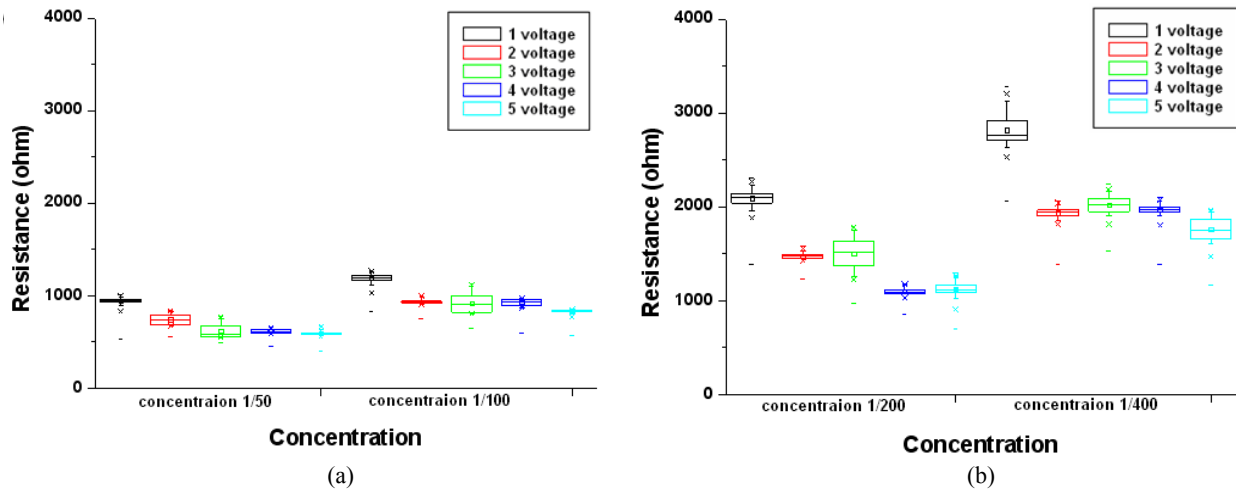 4000
3000
2000
1000
0
Resistance (ohm)
1 voltage
2 voltage
3 voltage
4 voltage
5 voltage
concentraion 1/50
concentraion 1/100
Concentration
(a)
4000
3000
2000
1000
0
Resistance (ohm)
1 voltage
2 voltage
3 voltage
4 voltage
5 voltage
concentraion 1/200
concentraion 1/400
Concentration
(b)